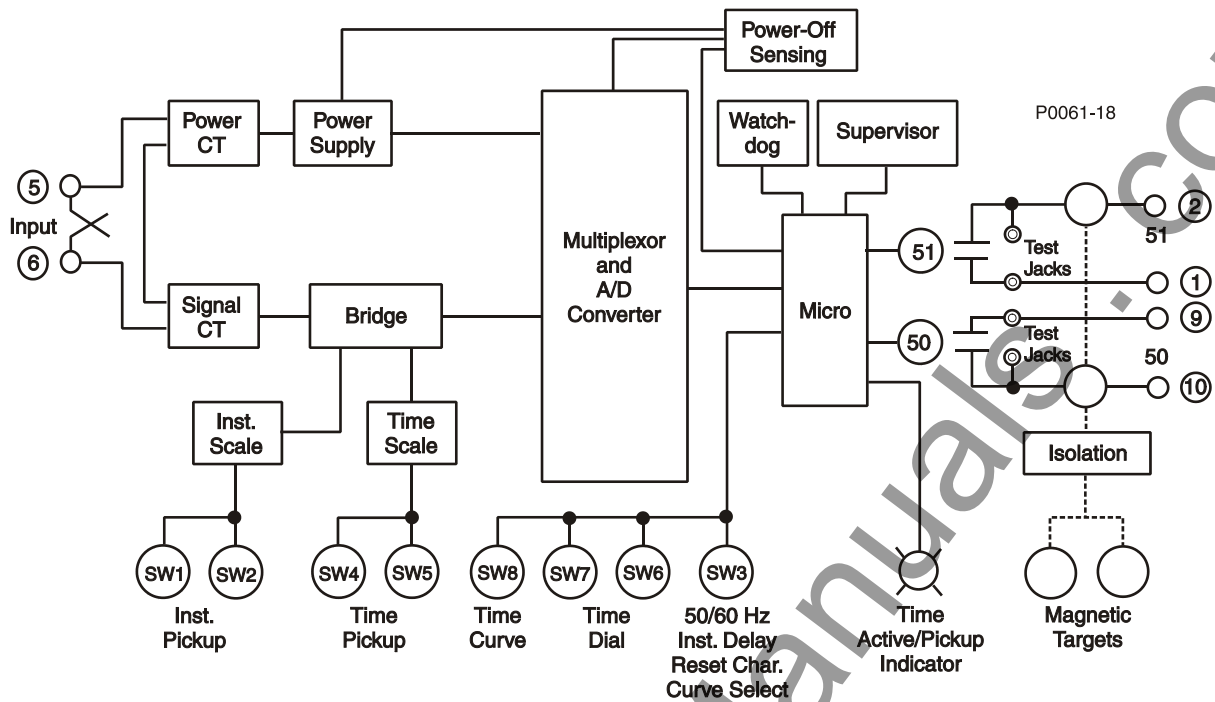 Power-Off
Sensing
P0061-18
Power
CT
Power
Supply
Watch-
dog
Supervisor
5
Input
6
2
51
1
9
50
10
Multiplexor
and
A/D
Converter
Micro
51
50
Test
Jacks
Test
Jacks
Signal
CT
Bridge
Inst.
Scale
Time
Scale
Isolation
SW1
SW2
SW4
SW5
SW8
SW7
SW6
SW3
Inst.
Pickup
Time
Pickup
Time
Curve
Time
Dial
50/60 Hz
Inst. Delay
Reset Char.
Curve Select
Time
Active/Pickup
Indicator
Magnetic
Targets
anuals.co